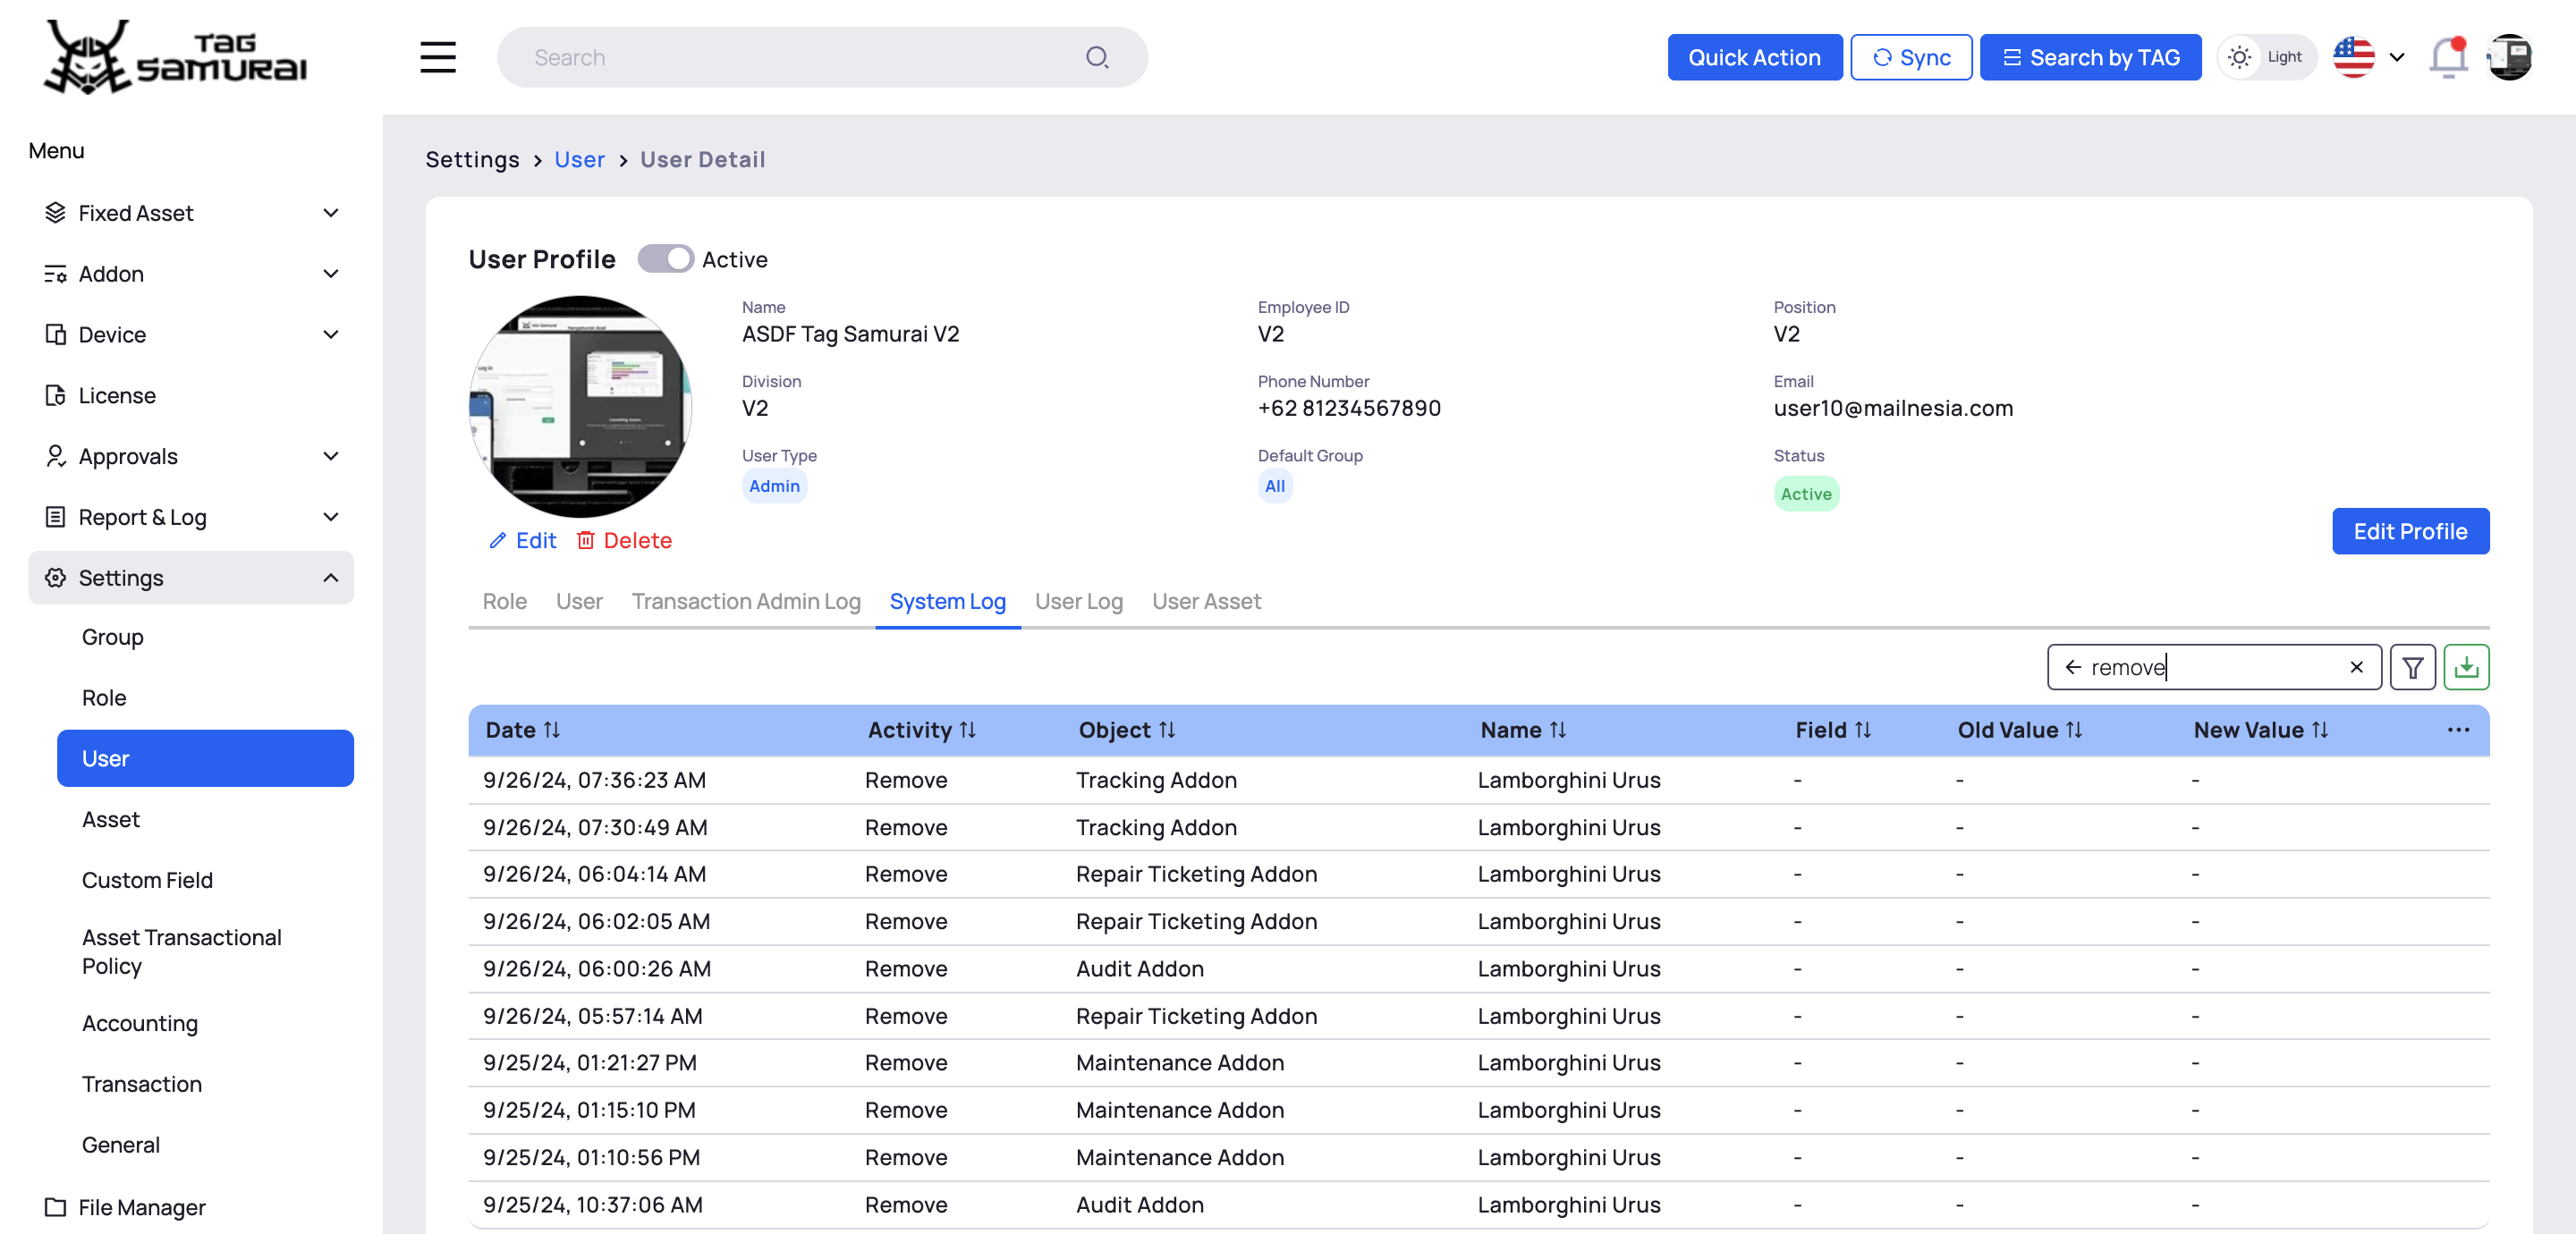 TAG SAMURAI
Search
Quick Action
Sync
Search by TAG
Light
Menu
Fixed Asset
Addon
Device
License
Approvals
Report & Log
Settings
Group
Role
User
Asset
Custom Field
Asset Transactional
Policy
Accounting
Transaction
General
File Manager
Settings > User > User Detail
User Profile Active
Name
ASDF Tag Samurai V2
Employee ID
V2
Position
V2
Division
V2
Phone Number
+62 81234567890
Email
user10@mailnesia.com
User Type
Admin
Default Group
All
Status
Active
Edit Delete
Edit Profile
Role User Transaction Admin Log System Log User Log User Asset
remove
Date Activity Object Name Field Old Value New Value ...
9/26/24, 07:36:23 AM Remove Tracking Addon Lamborghini Urus - - -
9/26/24, 07:30:49 AM Remove Tracking Addon Lamborghini Urus - - -
9/26/24, 06:04:14 AM Remove Repair Ticketing Addon Lamborghini Urus - - -
9/26/24, 06:02:05 AM Remove Repair Ticketing Addon Lamborghini Urus - - -
9/26/24, 06:00:26 AM Remove Audit Addon Lamborghini Urus - - -
9/26/24, 05:57:14 AM Remove Repair Ticketing Addon Lamborghini Urus - - -
9/25/24, 01:21:27 PM Remove Maintenance Addon Lamborghini Urus - - -
9/25/24, 01:15:10 PM Remove Maintenance Addon Lamborghini Urus - - -
9/25/24, 01:10:56 PM Remove Maintenance Addon Lamborghini Urus - - -
9/25/24, 10:37:06 AM Remove Audit Addon Lamborghini Urus - - -